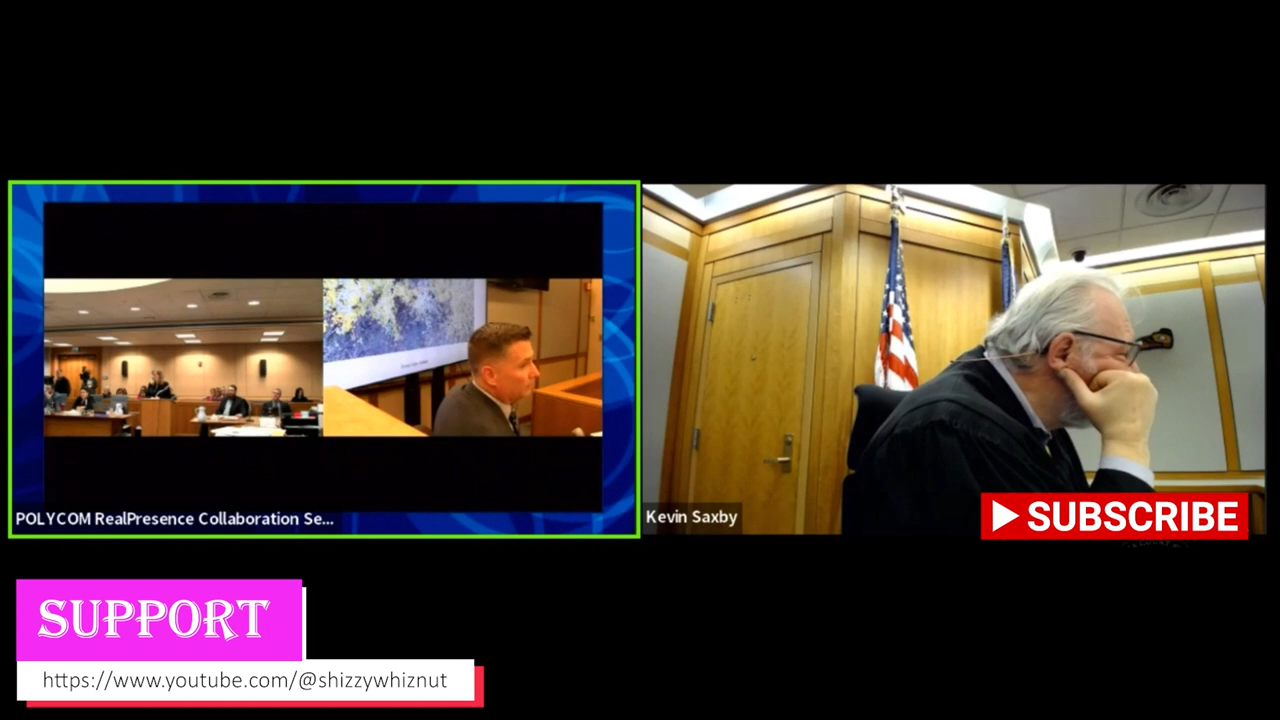 POLYCOM RealPresence Collaboration Se...
Kevin Saxby
SUBSCRIBE
SUPPORT
https://www.youtube.com/@shizzywhiznut